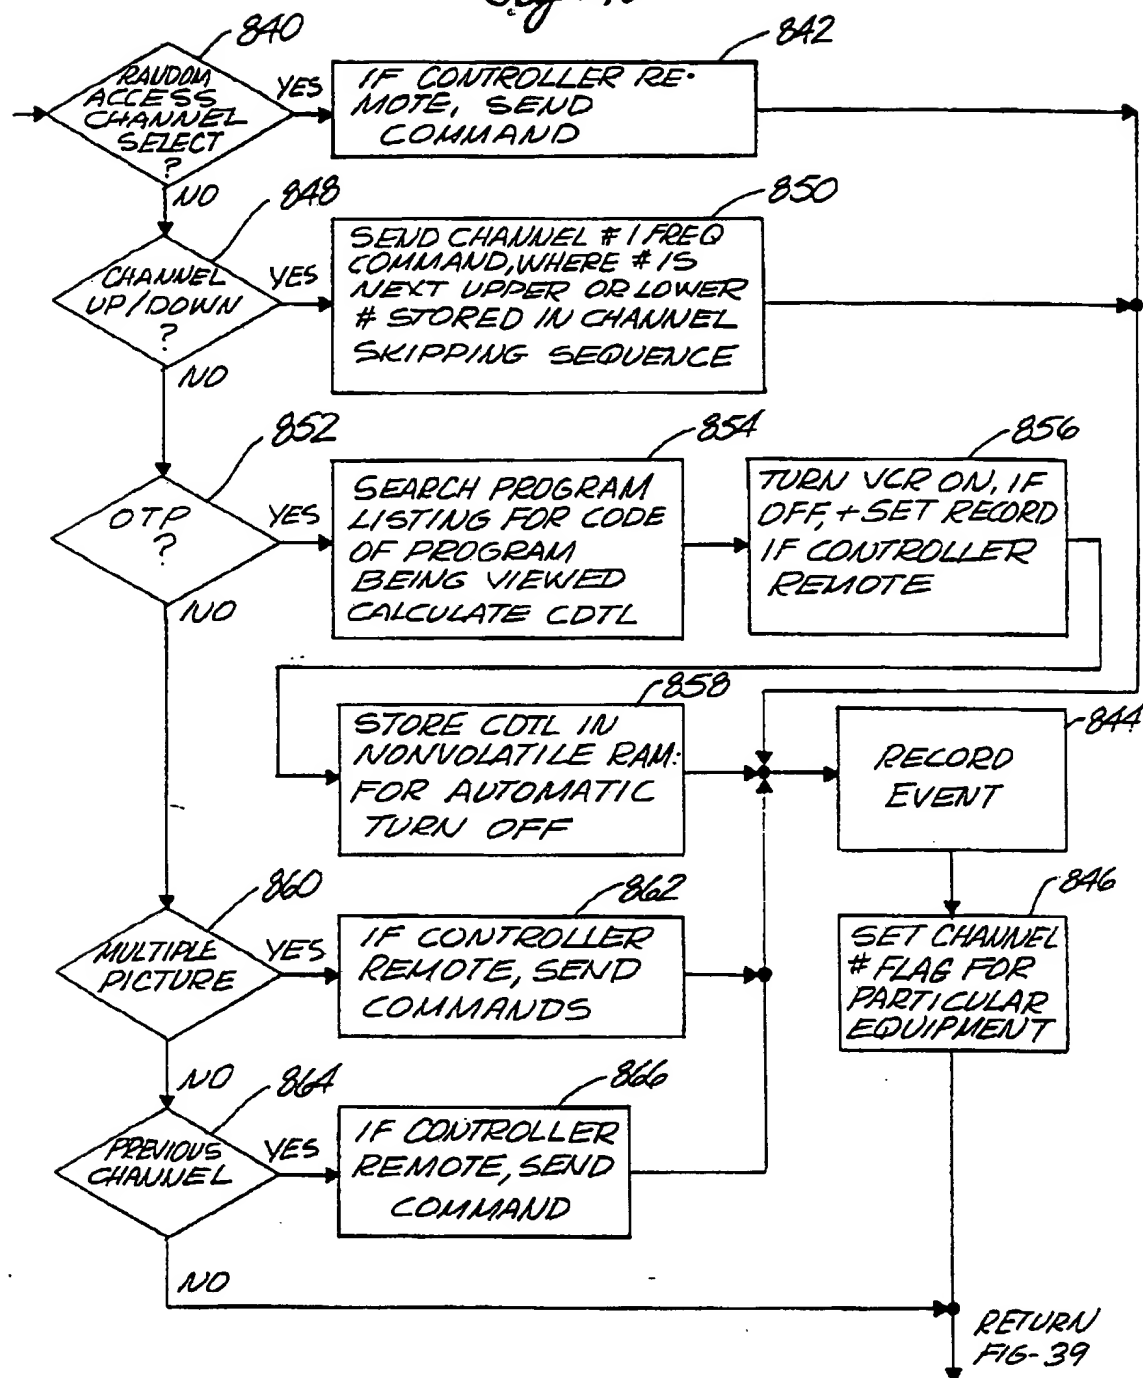 840
RANDOM
ACCESS
CHANNEL
SELECT
?
YES
842
IF CONTROLLER RE-
MOTE, SEND
COMMAND
NO
848
CHANNEL
UP/DOWN
?
YES
850
SEND CHANNEL # / FREQ
COMMAND, WHERE # IS
NEXT UPPER OR LOWER
# STORED IN CHANNEL
SKIPPING SEQUENCE
NO
852
OTP
?
YES
854
SEARCH PROGRAM
LISTING FOR CODE
OF PROGRAM
BEING VIEWED
CALCULATE CDTL
856
TURN VCR ON, IF
OFF, + SET RECORD
IF CONTROLLER
REMOTE
NO
858
STORE CDTL IN
NONVOLATILE RAM:
FOR AUTOMATIC
TURN OFF
844
RECORD
EVENT
846
SET CHANNEL
# FLAG FOR
PARTICULAR
EQUIPMENT
860
MULTIPLE
PICTURE
YES
862
IF CONTROLLER
REMOTE, SEND
COMMANDS
NO
864
PREVIOUS
CHANNEL
YES
866
IF CONTROLLER
REMOTE, SEND
COMMAND
NO
RETURN
FIG-39